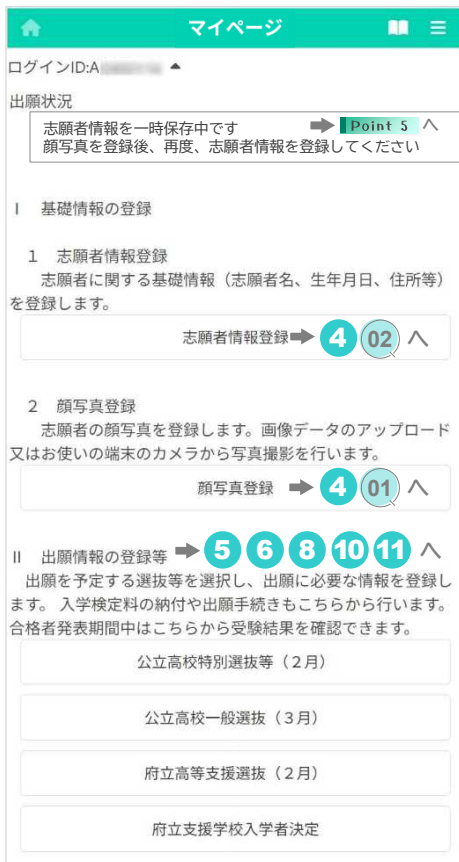 マイページ
ログインID:A
出願状況
志願者情報を一時保存中です ➡ Point 5 へ
顔写真を登録後、再度、志願者情報を登録してください
Ⅰ 基礎情報の登録
１ 志願者情報登録
志願者に関する基礎情報（志願者名、生年月日、住所等）
を登録します。
志願者情報登録➡ 4 02 へ
２ 顔写真登録
志願者の顔写真を登録します。画像データのアップロード
又はお使いの端末のカメラから写真撮影を行います。
顔写真登録 ➡ 4 01 へ
Ⅱ 出願情報の登録等 ➡ 5 6 8 10 11 へ
出願を予定する選抜等を選択し、出願に必要な情報を登録し
ます。 入学検定料の納付や出願手続きもこちらから行います。
合格者発表期間中はこちらから受験結果を確認できます。
公立高校特別選抜等（２月）
公立高校一般選抜（３月）
府立高等支援選抜（２月）
府立支援学校入学者決定